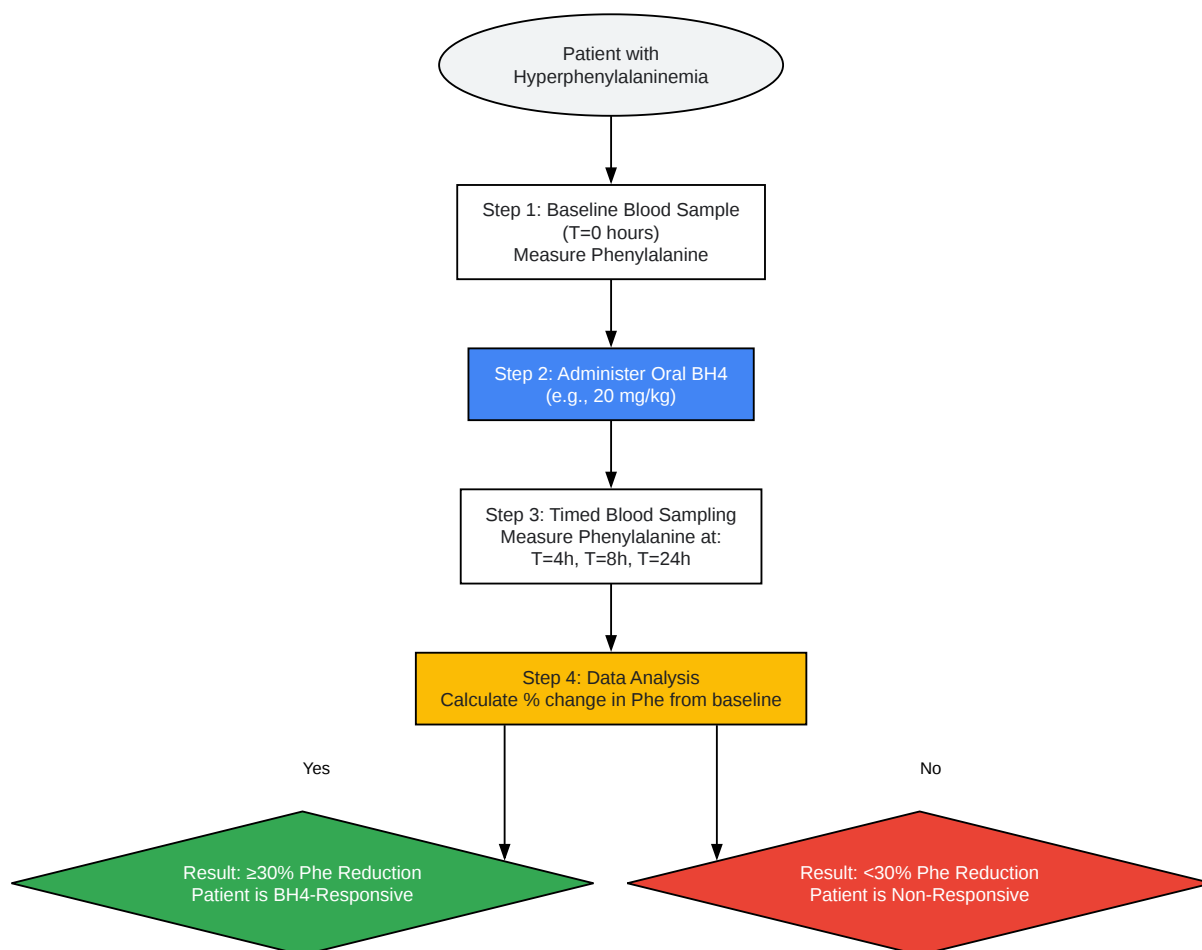 Patient with
Hyperphenylalaninemia
Step 1: Baseline Blood Sample
(T=0 hours)
Measure Phenylalanine
Step 2: Administer Oral BH4
(e.g., 20 mg/kg)
Step 3: Timed Blood Sampling
Measure Phenylalanine at:
T=4h, T=8h, T=24h
Step 4: Data Analysis
Calculate % change in Phe from baseline
Yes
No
Result: ≥30% Phe Reduction
Patient is BH4-Responsive
Result: <30% Phe Reduction
Patient is Non-Responsive